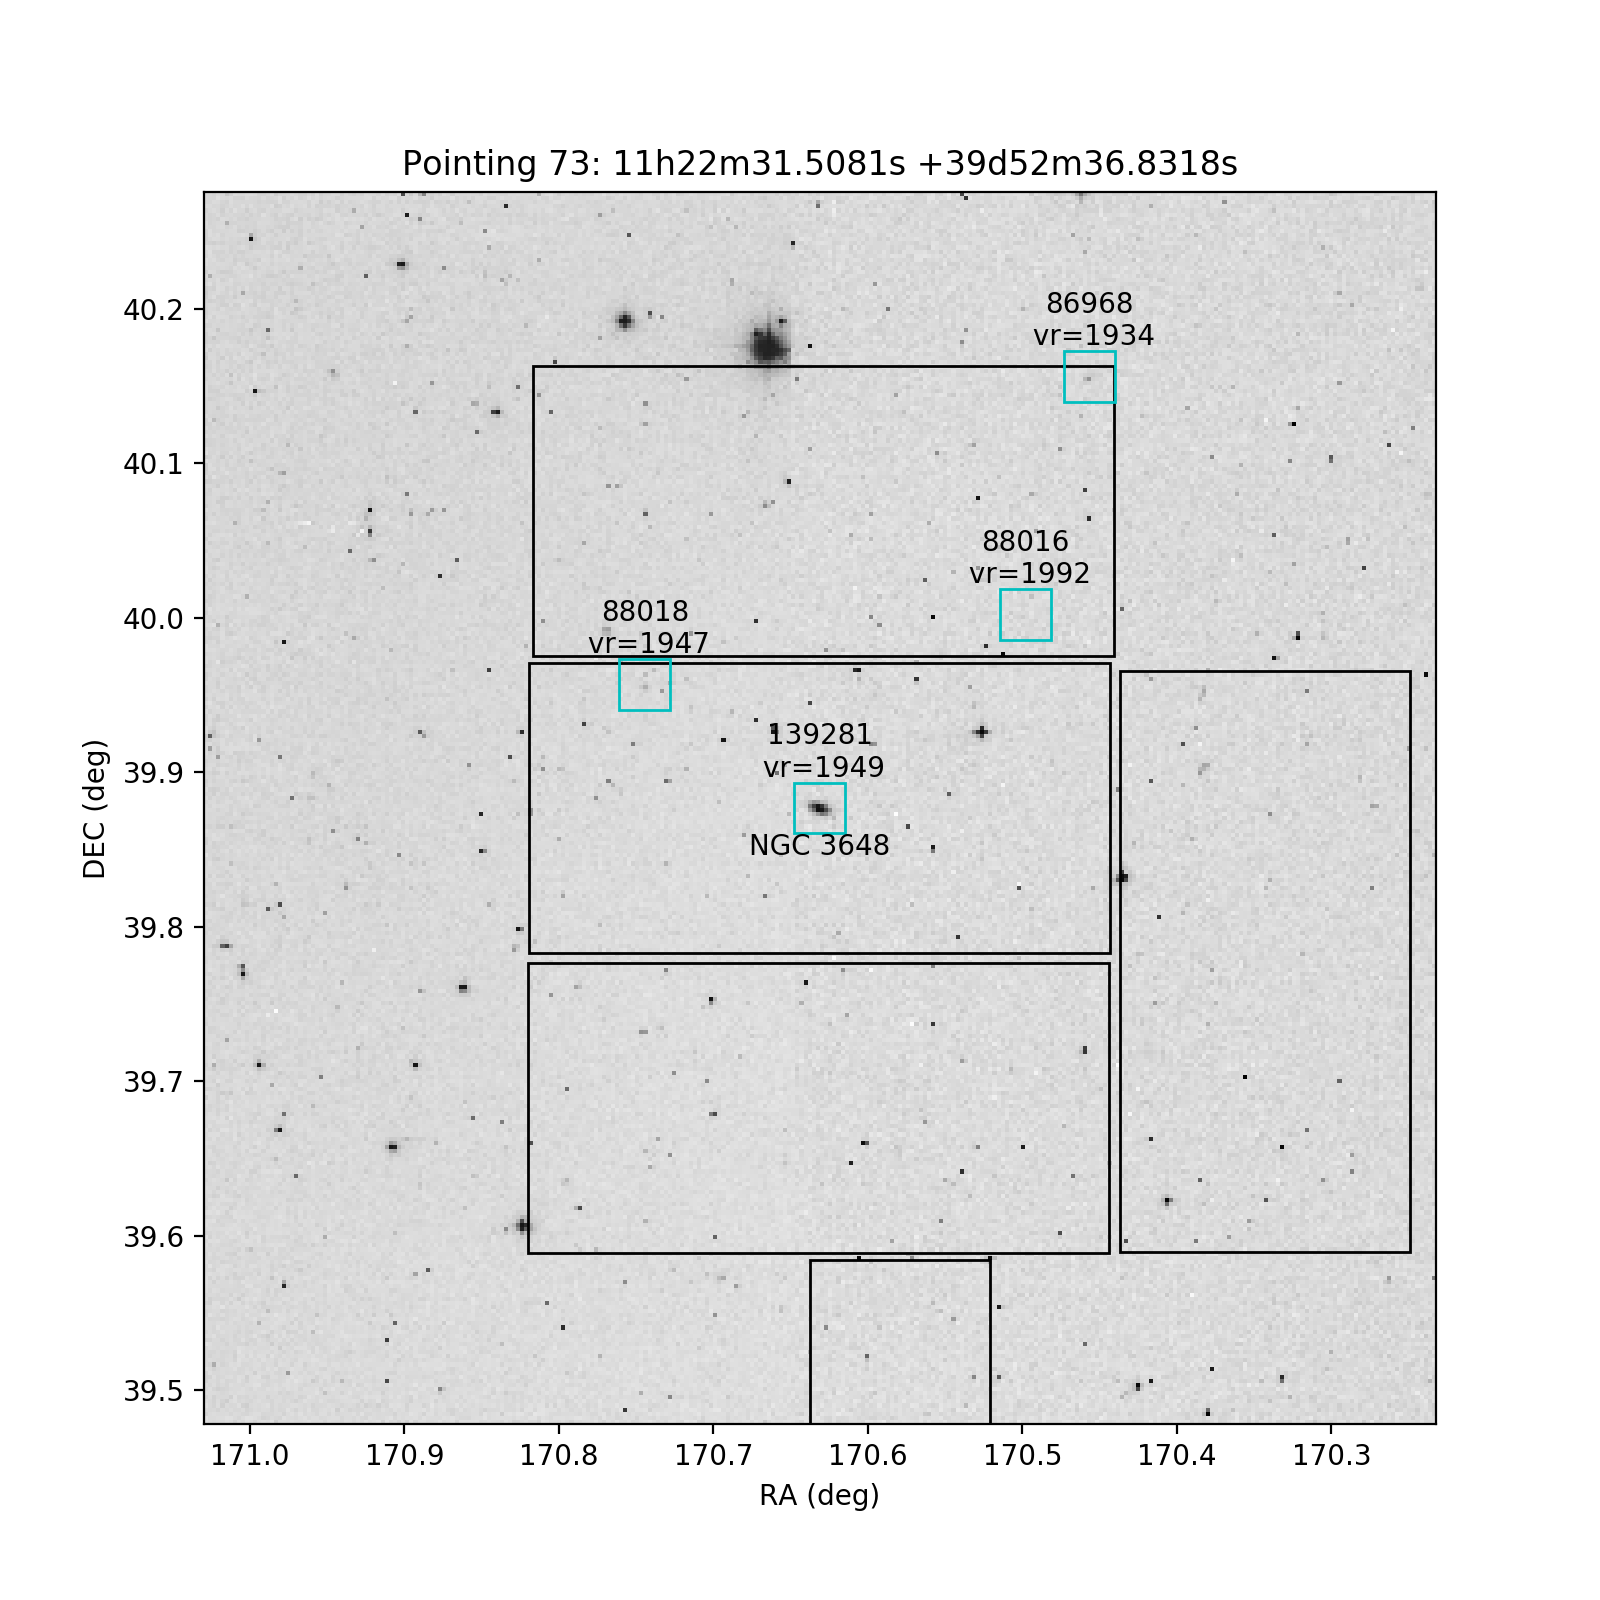 Pointing 73: 11h22m31.5081s +39d52m36.8318s
86968
vr=1934
88016
vr=1992
88018
vr=1947
139281
vr=1949
NGC 3648
40.2
40.1
40.0
39.9
39.8
39.7
39.6
39.5
DEC (deg)
171.0 170.9 170.8 170.7 170.6 170.5 170.4 170.3
RA (deg)